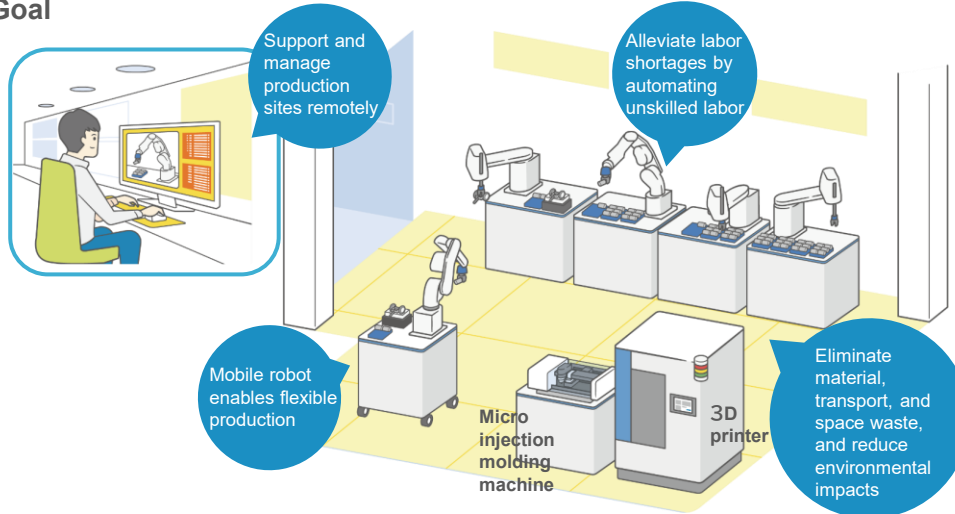 Goal
Support and
manage
production
sites remotely
Alleviate labor
shortages by
automating
unskilled labor
Mobile robot
enables flexible
production
Micro
injection
molding
machine
3D
printer
Eliminate
material,
transport, and
space waste,
and reduce
environmental
impacts